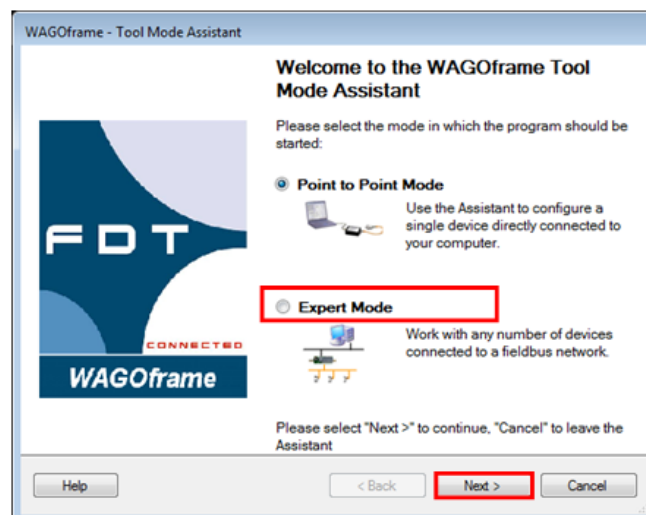 WAGOframe - Tool Mode Assistant
Welcome to the WAGOframe Tool
Mode Assistant
Please select the mode in which the program should be
started:
Point to Point Mode
Use the Assistant to configure a
single device directly connected to
your computer.
FDT
Expert Mode
CONNECTED
Work with any number of devices
connected to a fieldbus network.
WAGOframe
Please select "Next >" to continue, "Cancel" to leave the
Assistant
Help
< Back
Next >
Cancel